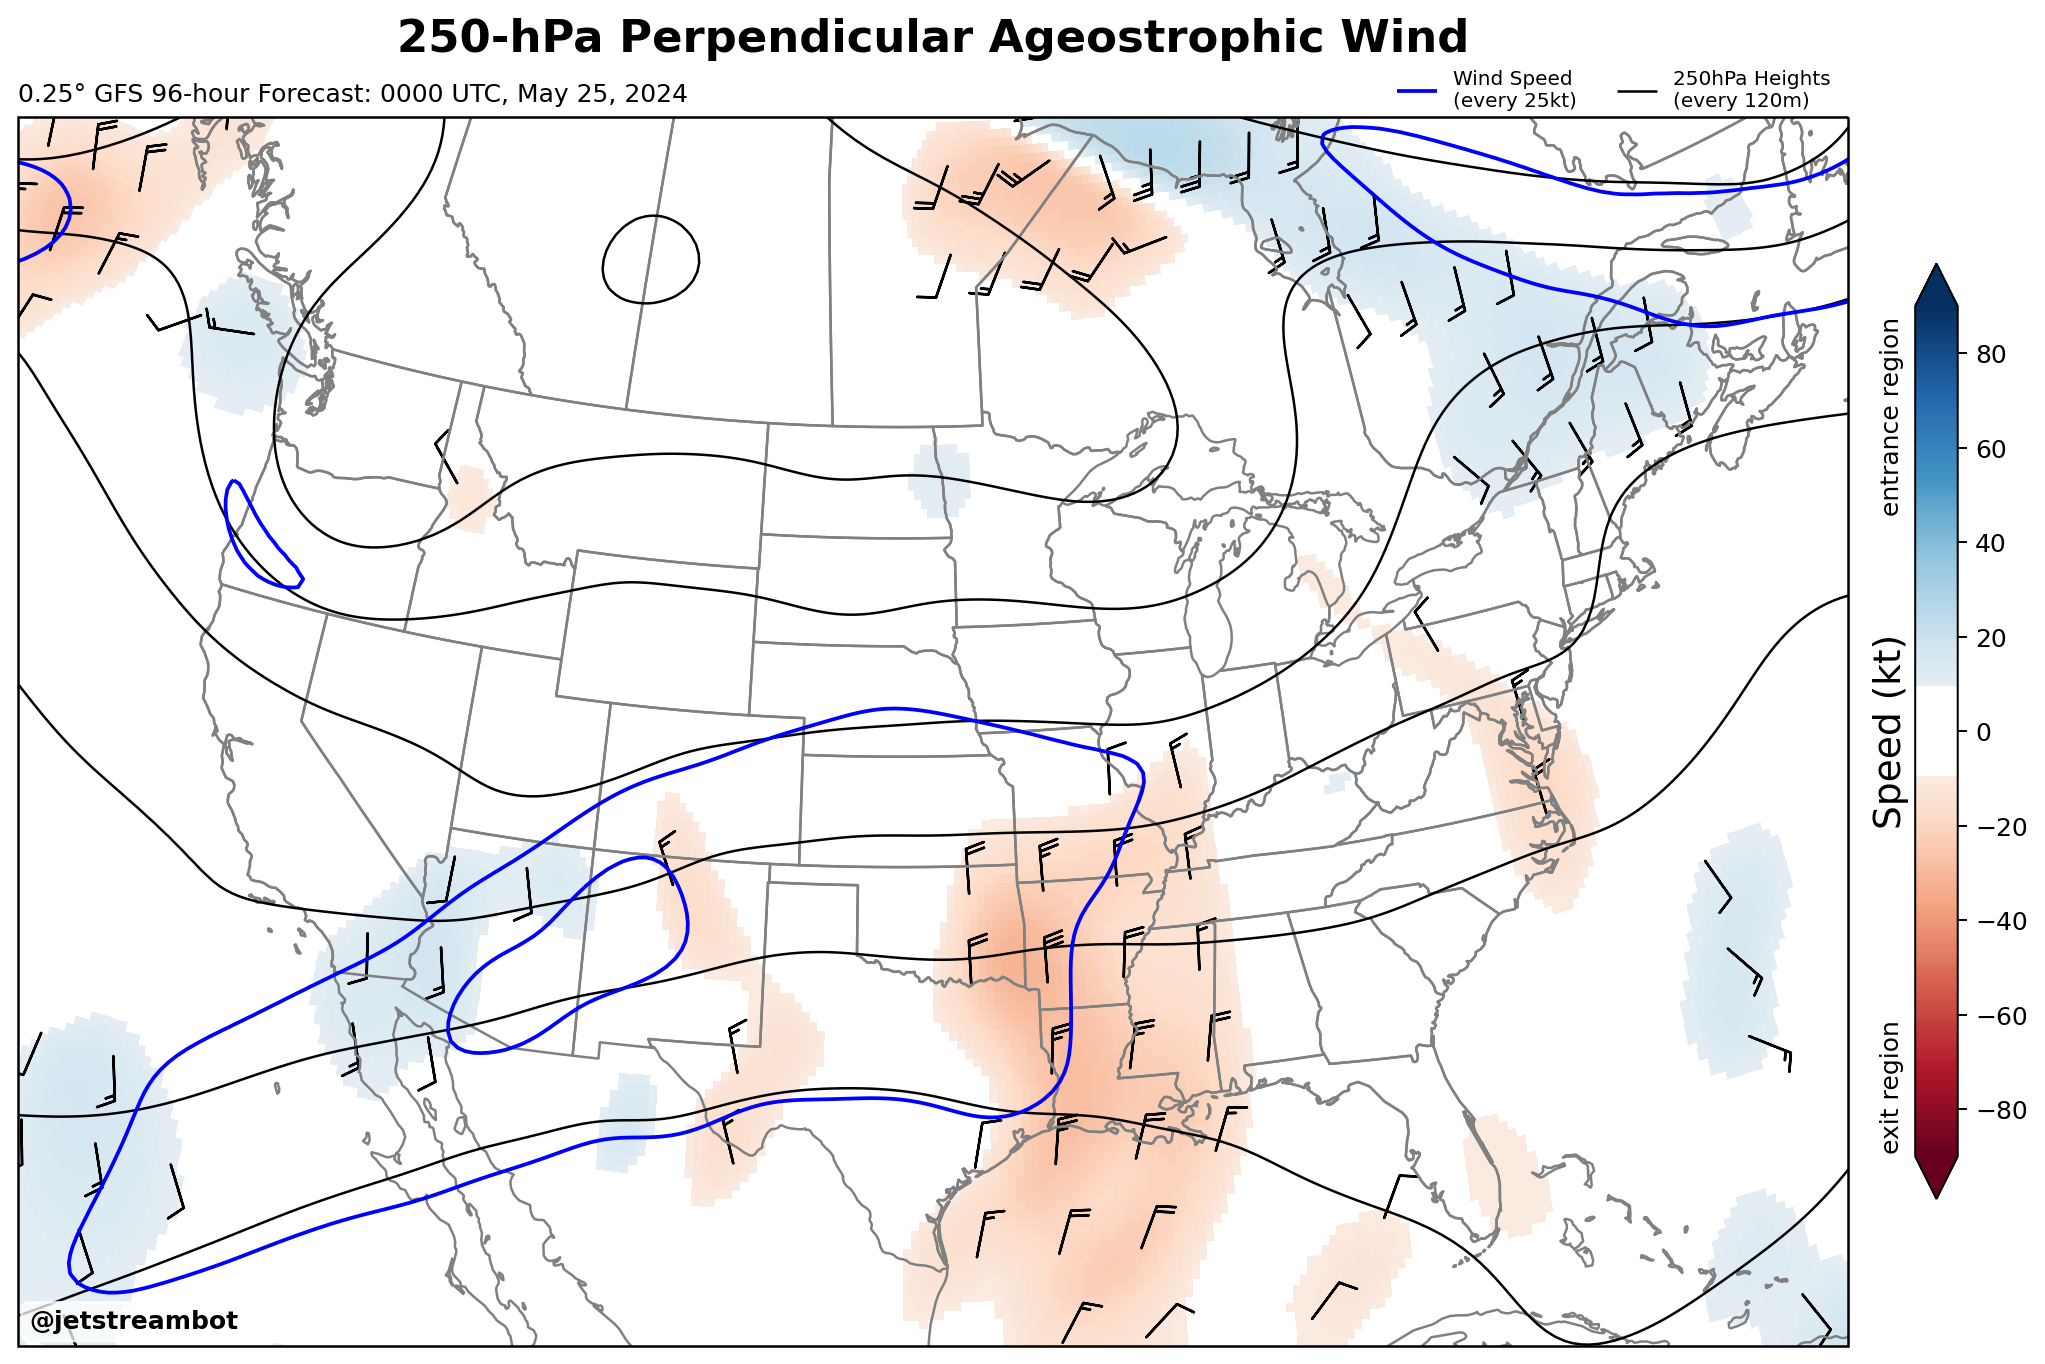 250-hPa Perpendicular Ageostrophic Wind
0.25° GFS 96-hour Forecast: 0000 UTC, May 25, 2024
Wind Speed
(every 25kt)
250hPa Heights
(every 120m)
entrance region
Speed (kt)
exit region
80
60
40
20
0
−20
−40
−60
−80
@jetstreambot